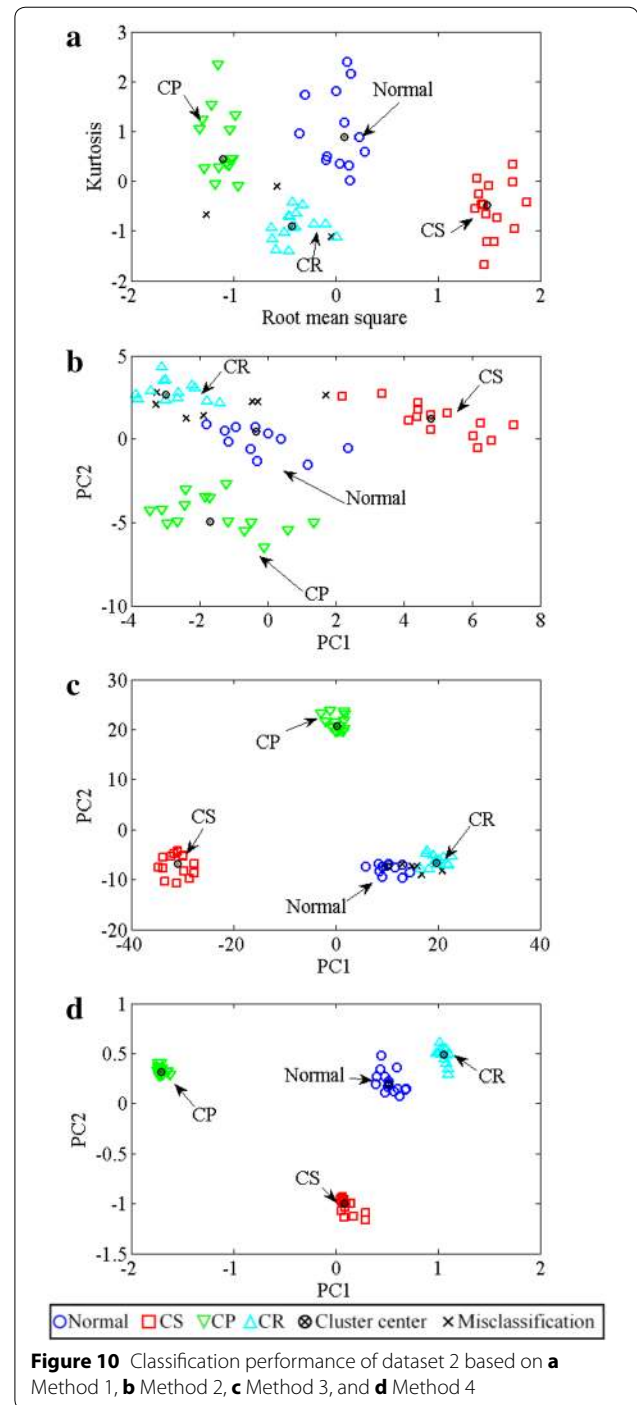 a
3
2
1
0
-1
-2
Kurtosis
CP
Normal
CR
CS
-2 -1 0 1 2
Root mean square
b
5
0
-5
-10
PC2
CR
CS
Normal
CP
-4 -2 0 2 4 6 8
PC1
c
30
20
10
0
-10
-20
PC2
CP
CS
CR
Normal
-40 -20 0 20 40
PC1
d
1
0.5
0
-0.5
-1
-1.5
PC2
Normal
CR
CP
CS
-2 -1 0 1 2
PC1
Normal CS CP CR Cluster center Misclassification
Figure 10 Classification performance of dataset 2 based on a
Method 1, b Method 2, c Method 3, and d Method 4